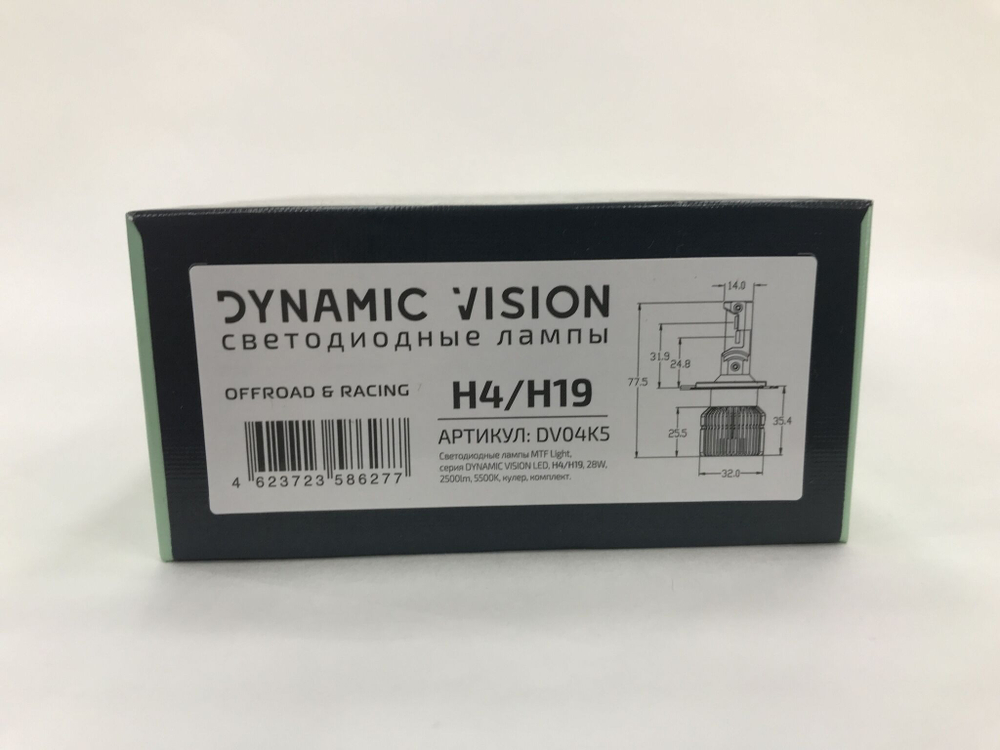 DYNAMIC VISION
светодиодные лампы
OFFROAD & RACING
H4/H19
АРТИКУЛ: DV04K5
Светодиодные лампы MTF Light,
серия DYNAMIC VISION LED, H4/H19, 28W,
2500lm, 5500K, кулер, комплект.
4 623723 586277
14.0
31.9
24.8
77.5
25.5
35.4
32.0